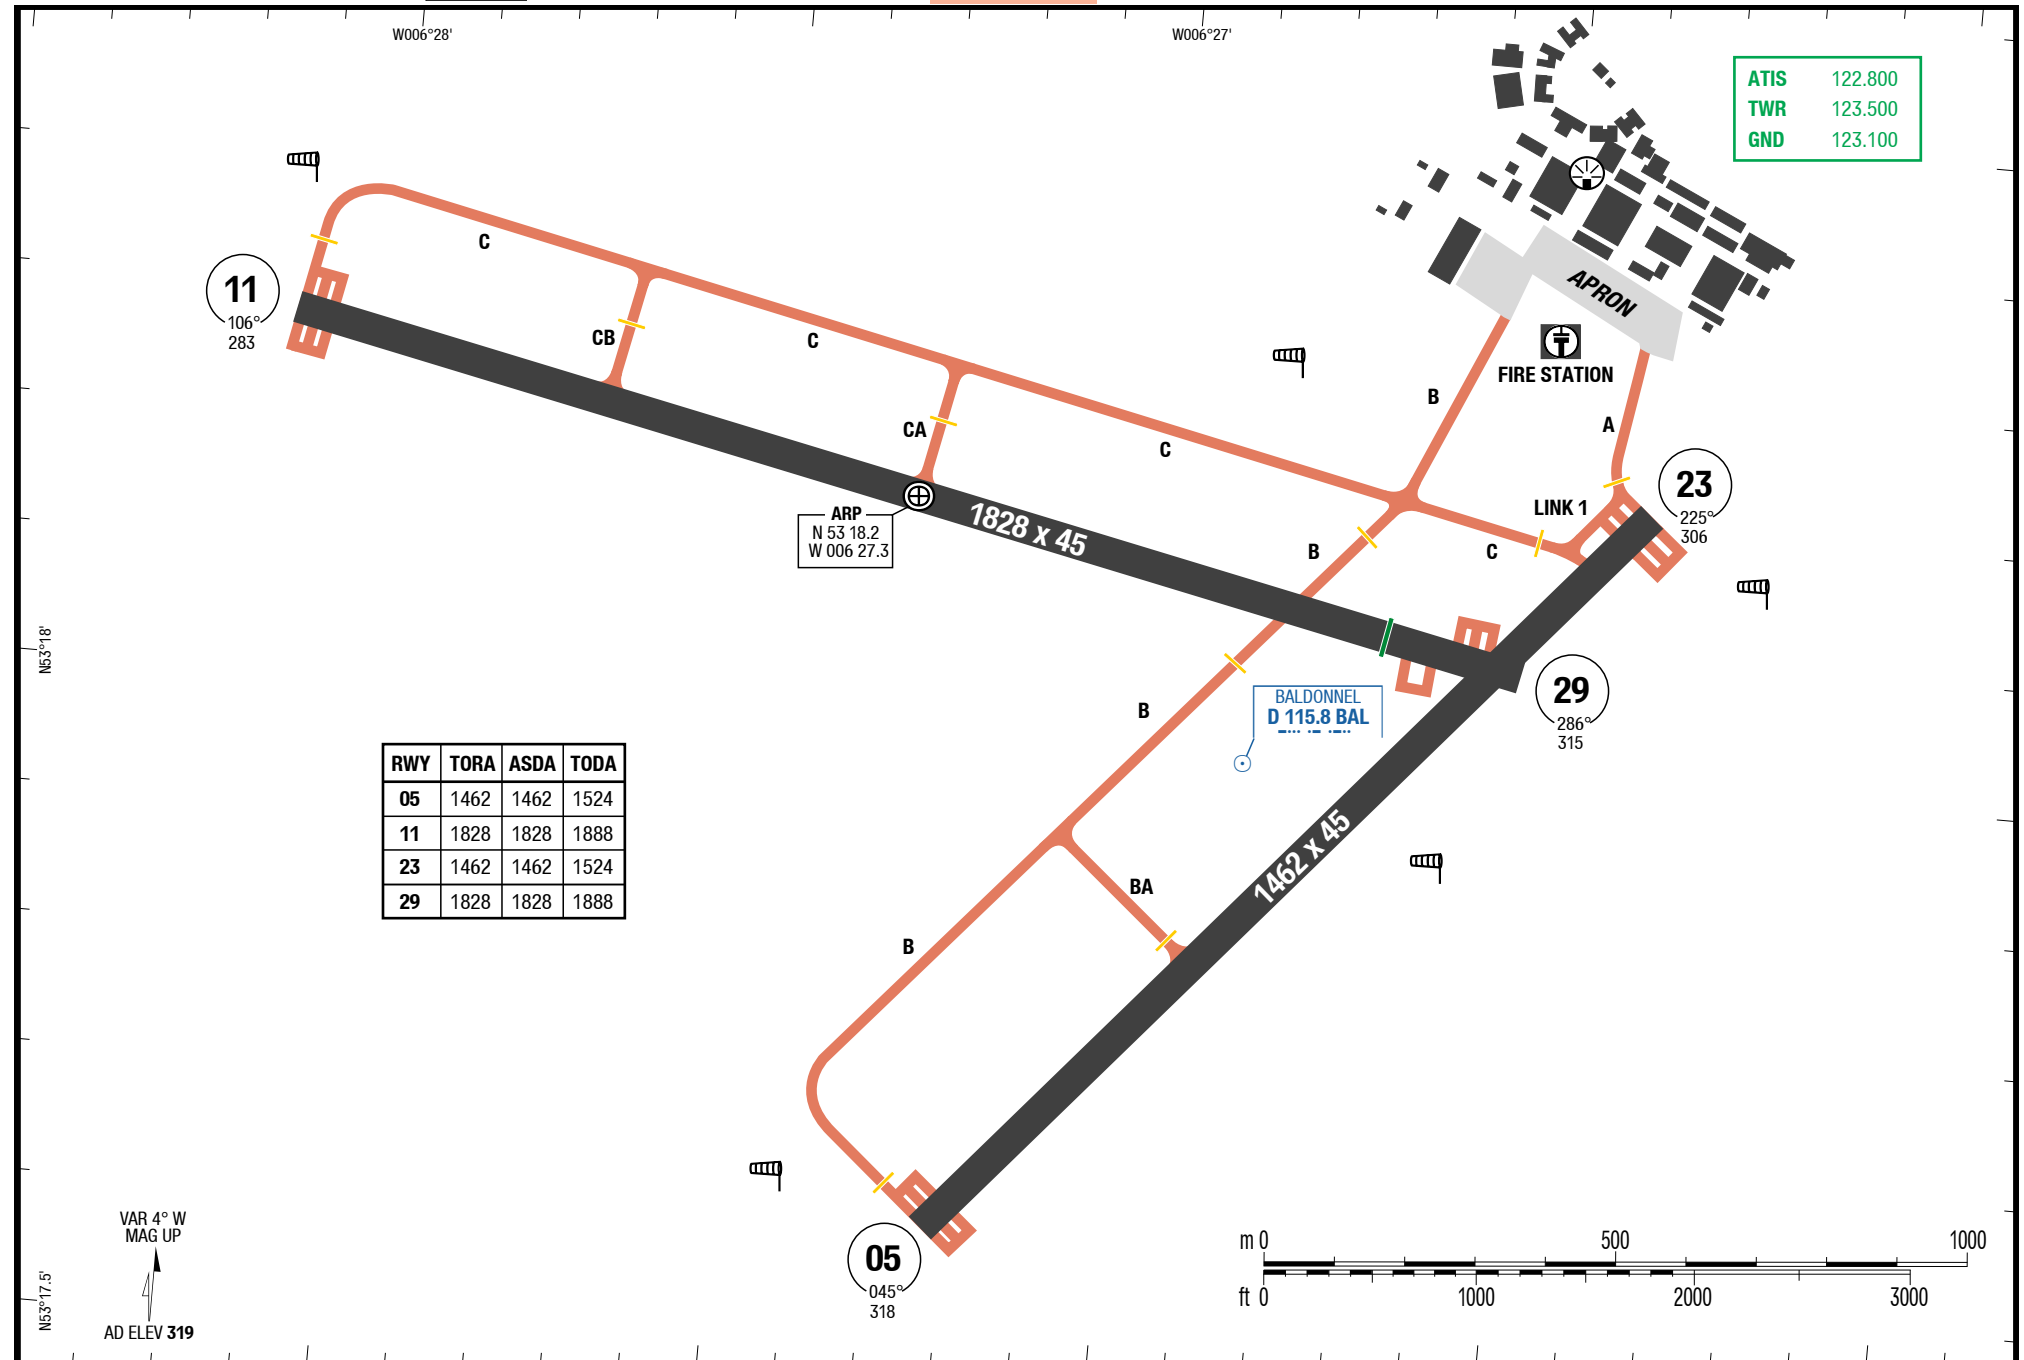 W006°28'
W006°27'
ATIS 122.800
TWR 123.500
GND 123.100
C
11
106°
283
CB
C
APRON
FIRE STATION
B
A
CA
C
23
225°
306
LINK 1
ARP
N 53 18.2
W 006 27.3
1828 x 45
B
C
N53°18'
29
286°
315
BALDONNEL
D 115.8 BAL
B
RWY TORA ASDA TODA
05 1462 1462 1524
11 1828 1828 1888
23 1462 1462 1524
29 1828 1828 1888
1462 x 45
BA
B
05
045°
318
VAR 4° W
MAG UP
AD ELEV 319
N53°17.5'
m 0 500 1000
ft 0 1000 2000 3000